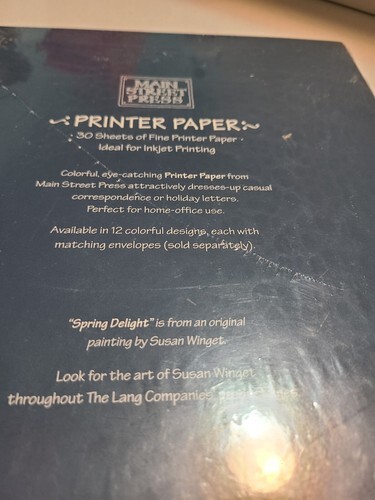 MAIN
STREET
PRESS
PRINTER PAPER
30 Sheets of Fine Printer Paper •
Ideal for Inkjet Printing
Colorful, eye-catching Printer Paper from
Main Street Press attractively dresses-up casual
correspondence or holiday letters.
Perfect for home-office use.
Available in 12 colorful designs, each with
matching envelopes (sold separately).
"Spring Delight" is from an original
painting by Susan Winget.
Look for the art of Susan Winget
throughout The Lang Companies